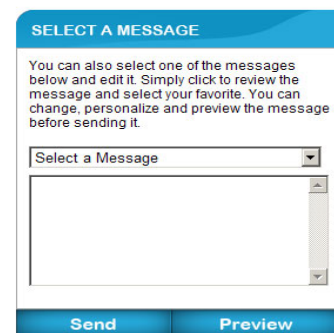 SELECT A MESSAGE
You can also select one of the messages
below and edit it. Simply click to review the
message and select your favorite. You can
change, personalize and preview the message
before sending it.
Select a Message
Send
Preview